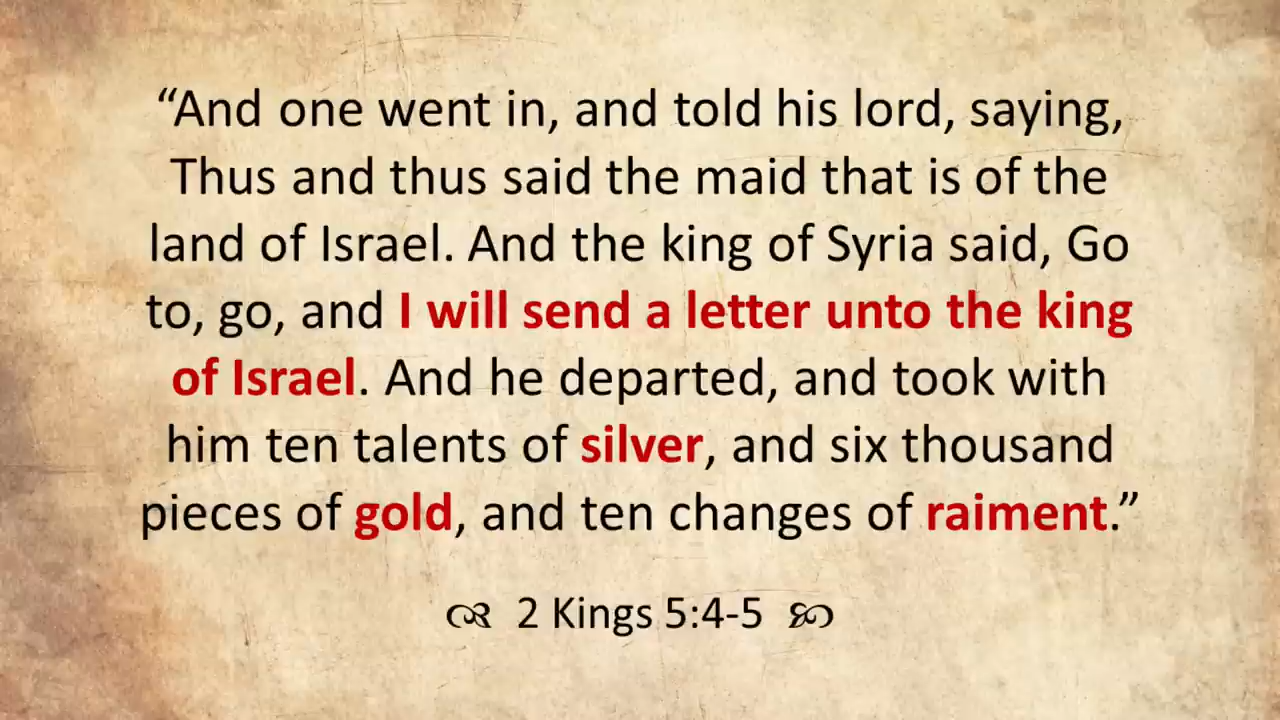 “And one went in, and told his lord, saying,
Thus and thus said the maid that is of the
land of Israel. And the king of Syria said, Go
to, go, and I will send a letter unto the king
of Israel. And he departed, and took with
him ten talents of silver, and six thousand
pieces of gold, and ten changes of raiment.”
2 Kings 5:4-5